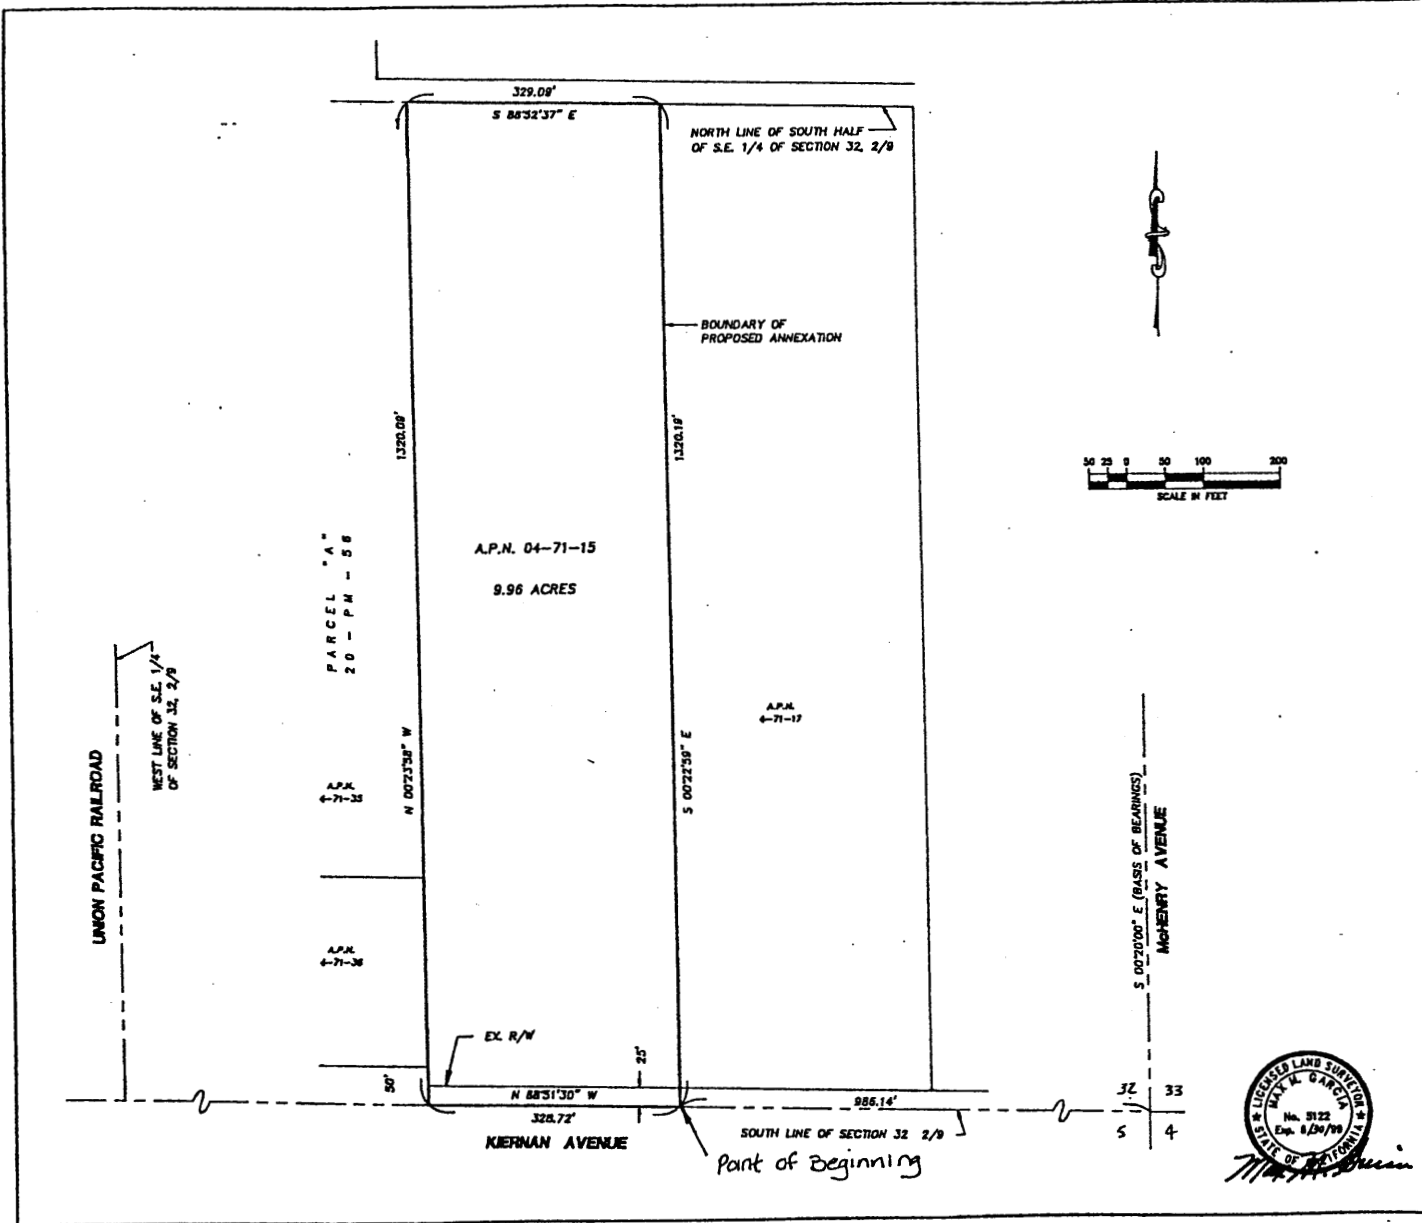 329.09'
S 88°52'37" E
NORTH LINE OF SOUTH HALF
OF S.E. 1/4 OF SECTION 32, 2/9
BOUNDARY OF
PROPOSED ANNEXATION
1320.09'
1320.19'
50 25 0 50 100 200
SCALE IN FEET
A.P.N. 04-71-15
9.96 ACRES
PARCEL "A"
20 - PM - 56
WEST LINE OF S.E. 1/4
OF SECTION 32, 2/9
UNION PACIFIC RAILROAD
A.P.N.
4-71-17
N 00°23'58" W
S 00°22'59" E
A.P.N.
4-71-35
A.P.N.
4-71-36
S 00°20'00" E (BASIS OF BEARINGS)
McHENRY AVENUE
EX. R/W
25'
50'
N 88°51'30" W
328.72'
986.14'
KIERNAN AVENUE
SOUTH LINE OF SECTION 32 2/9
Point of Beginning
32 33
5 4
LICENSED LAND SURVEYOR
MAX M. GARCIA
No. 5122
STATE OF CALIFORNIA